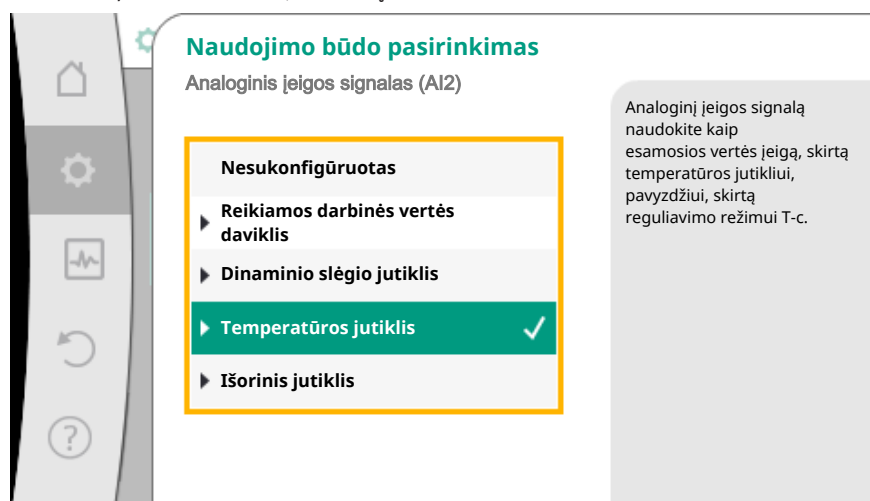 Naudojimo būdo pasirinkimas
Analoginis įeigos signalas (AI2)
Nesukonfigūruotas
Reikiamos darbinės vertės
daviklis
Dinaminio slėgio jutiklis
Temperatūros jutiklis
Išorinis jutiklis
Analoginį įeigos signalą
naudokite kaip
esamosios vertės įeigą, skirtą
temperatūros jutikliui,
pavyzdžiui, skirtą
reguliavimo režimui T-c.